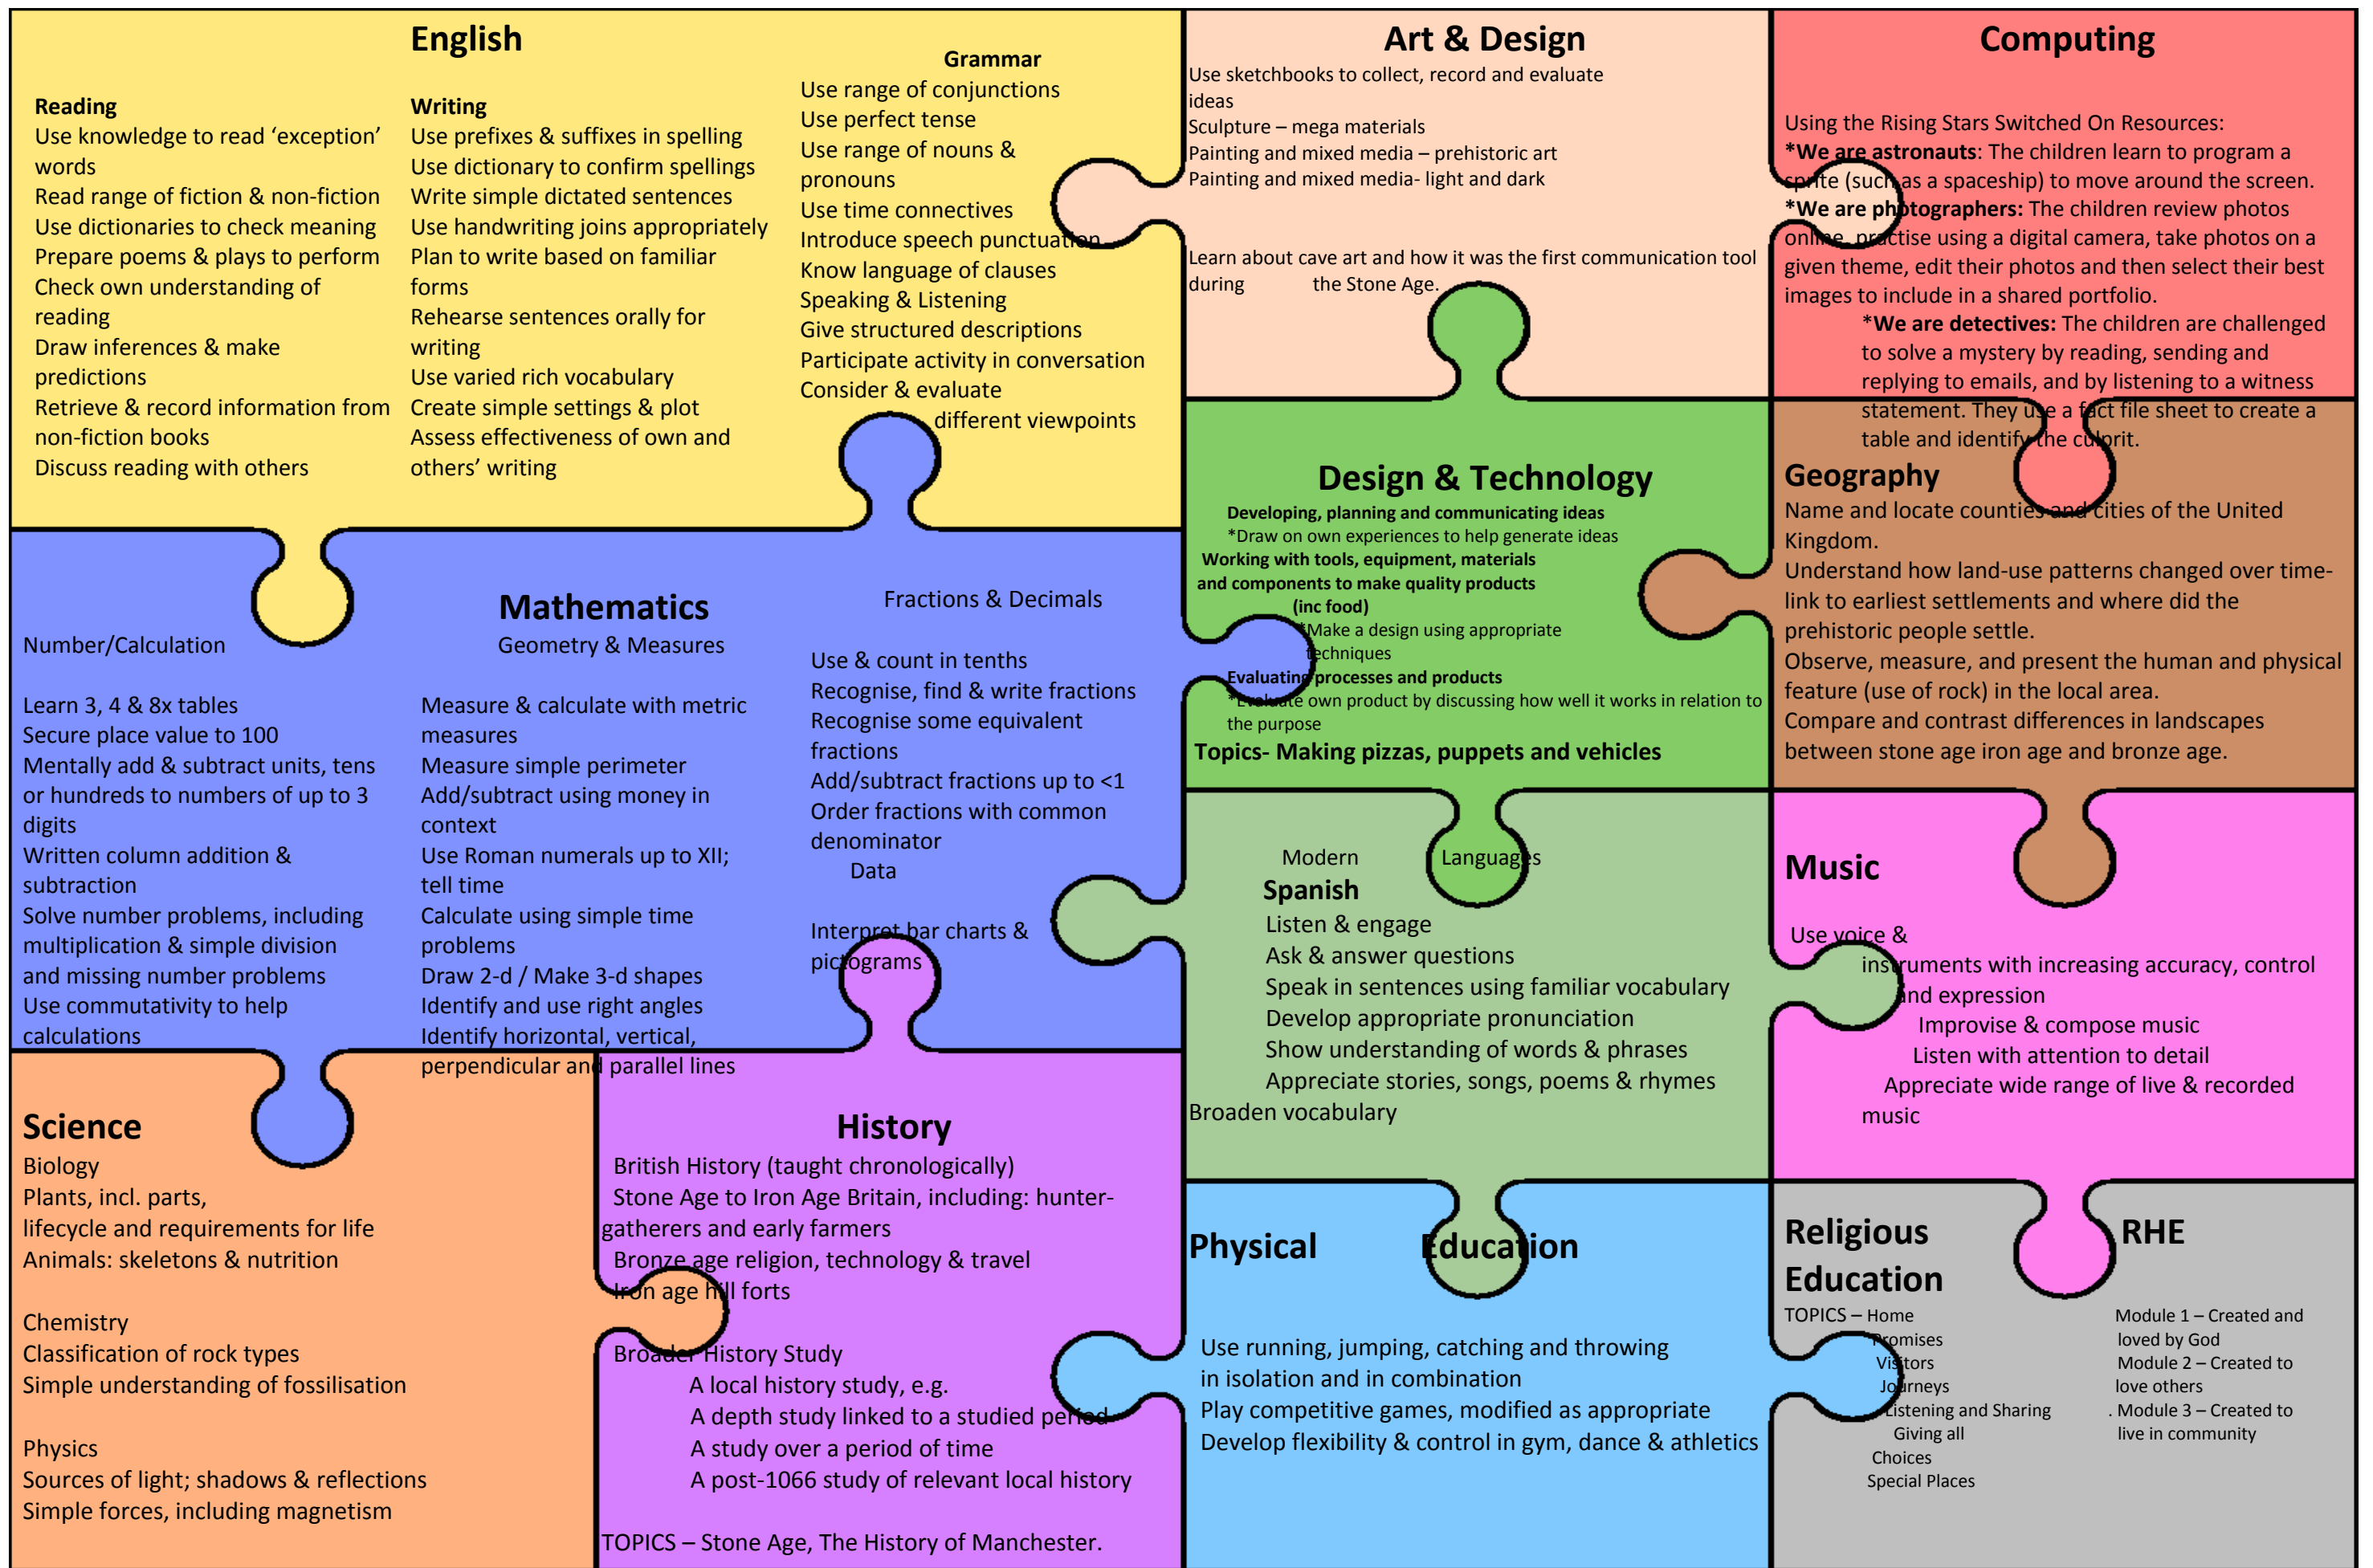 English
Reading
Use knowledge to read ‘exception’
words
Read range of fiction & non-fiction
Use dictionaries to check meaning
Prepare poems & plays to perform
Check own understanding of
reading
Draw inferences & make
predictions
Retrieve & record information from
non-fiction books
Discuss reading with others
Writing
Use prefixes & suffixes in spelling
Use dictionary to confirm spellings
Write simple dictated sentences
Use handwriting joins appropriately
Plan to write based on familiar
forms
Rehearse sentences orally for
writing
Use varied rich vocabulary
Create simple settings & plot
Assess effectiveness of own and
others’ writing
Grammar
Use range of conjunctions
Use perfect tense
Use range of nouns &
pronouns
Use time connectives
Introduce speech punctuation
Know language of clauses
Speaking & Listening
Give structured descriptions
Participate activity in conversation
Consider & evaluate
different viewpoints
Art & Design
Use sketchbooks to collect, record and evaluate
ideas
Sculpture – mega materials
Painting and mixed media – prehistoric art
Painting and mixed media- light and dark
Learn about cave art and how it was the first communication tool
during the Stone Age.
Computing
Using the Rising Stars Switched On Resources:
*We are astronauts: The children learn to program a
sprite (such as a spaceship) to move around the screen.
*We are photographers: The children review photos
online, practise using a digital camera, take photos on a
given theme, edit their photos and then select their best
images to include in a shared portfolio.
*We are detectives: The children are challenged
to solve a mystery by reading, sending and
replying to emails, and by listening to a witness
statement. They use a fact file sheet to create a
table and identify the culprit.
Mathematics
Number/Calculation
Learn 3, 4 & 8x tables
Secure place value to 100
Mentally add & subtract units, tens
or hundreds to numbers of up to 3
digits
Written column addition &
subtraction
Solve number problems, including
multiplication & simple division
and missing number problems
Use commutativity to help
calculations
Geometry & Measures
Measure & calculate with metric
measures
Measure simple perimeter
Add/subtract using money in
context
Use Roman numerals up to XII;
tell time
Calculate using simple time
problems
Draw 2-d / Make 3-d shapes
Identify and use right angles
Identify horizontal, vertical,
perpendicular and parallel lines
Fractions & Decimals
Use & count in tenths
Recognise, find & write fractions
Recognise some equivalent
fractions
Add/subtract fractions up to <1
Order fractions with common
denominator
Data
Interpret bar charts &
pictograms
Design & Technology
Developing, planning and communicating ideas
*Draw on own experiences to help generate ideas
Working with tools, equipment, materials
and components to make quality products
(inc food)
*Make a design using appropriate
techniques
Evaluating processes and products
*Evaluate own product by discussing how well it works in relation to
the purpose
Topics- Making pizzas, puppets and vehicles
Geography
Name and locate counties and cities of the United
Kingdom.
Understand how land-use patterns changed over time-
link to earliest settlements and where did the
prehistoric people settle.
Observe, measure, and present the human and physical
feature (use of rock) in the local area.
Compare and contrast differences in landscapes
between stone age iron age and bronze age.
Modern Languages
Spanish
Listen & engage
Ask & answer questions
Speak in sentences using familiar vocabulary
Develop appropriate pronunciation
Show understanding of words & phrases
Appreciate stories, songs, poems & rhymes
Broaden vocabulary
Music
Use voice &
instruments with increasing accuracy, control
and expression
Improvise & compose music
Listen with attention to detail
Appreciate wide range of live & recorded
music
Science
Biology
Plants, incl. parts,
lifecycle and requirements for life
Animals: skeletons & nutrition
Chemistry
Classification of rock types
Simple understanding of fossilisation
Physics
Sources of light; shadows & reflections
Simple forces, including magnetism
History
British History (taught chronologically)
Stone Age to Iron Age Britain, including: hunter-
gatherers and early farmers
Bronze age religion, technology & travel
Iron age hill forts
Broader History Study
A local history study, e.g.
A depth study linked to a studied period
A study over a period of time
A post-1066 study of relevant local history
TOPICS – Stone Age, The History of Manchester.
Physical Education
Use running, jumping, catching and throwing
in isolation and in combination
Play competitive games, modified as appropriate
Develop flexibility & control in gym, dance & athletics
Religious
Education
TOPICS – Home
Promises
Visitors
Journeys
Listening and Sharing
Giving all
Choices
Special Places
RHE
Module 1 – Created and
loved by God
Module 2 – Created to
love others
. Module 3 – Created to
live in community